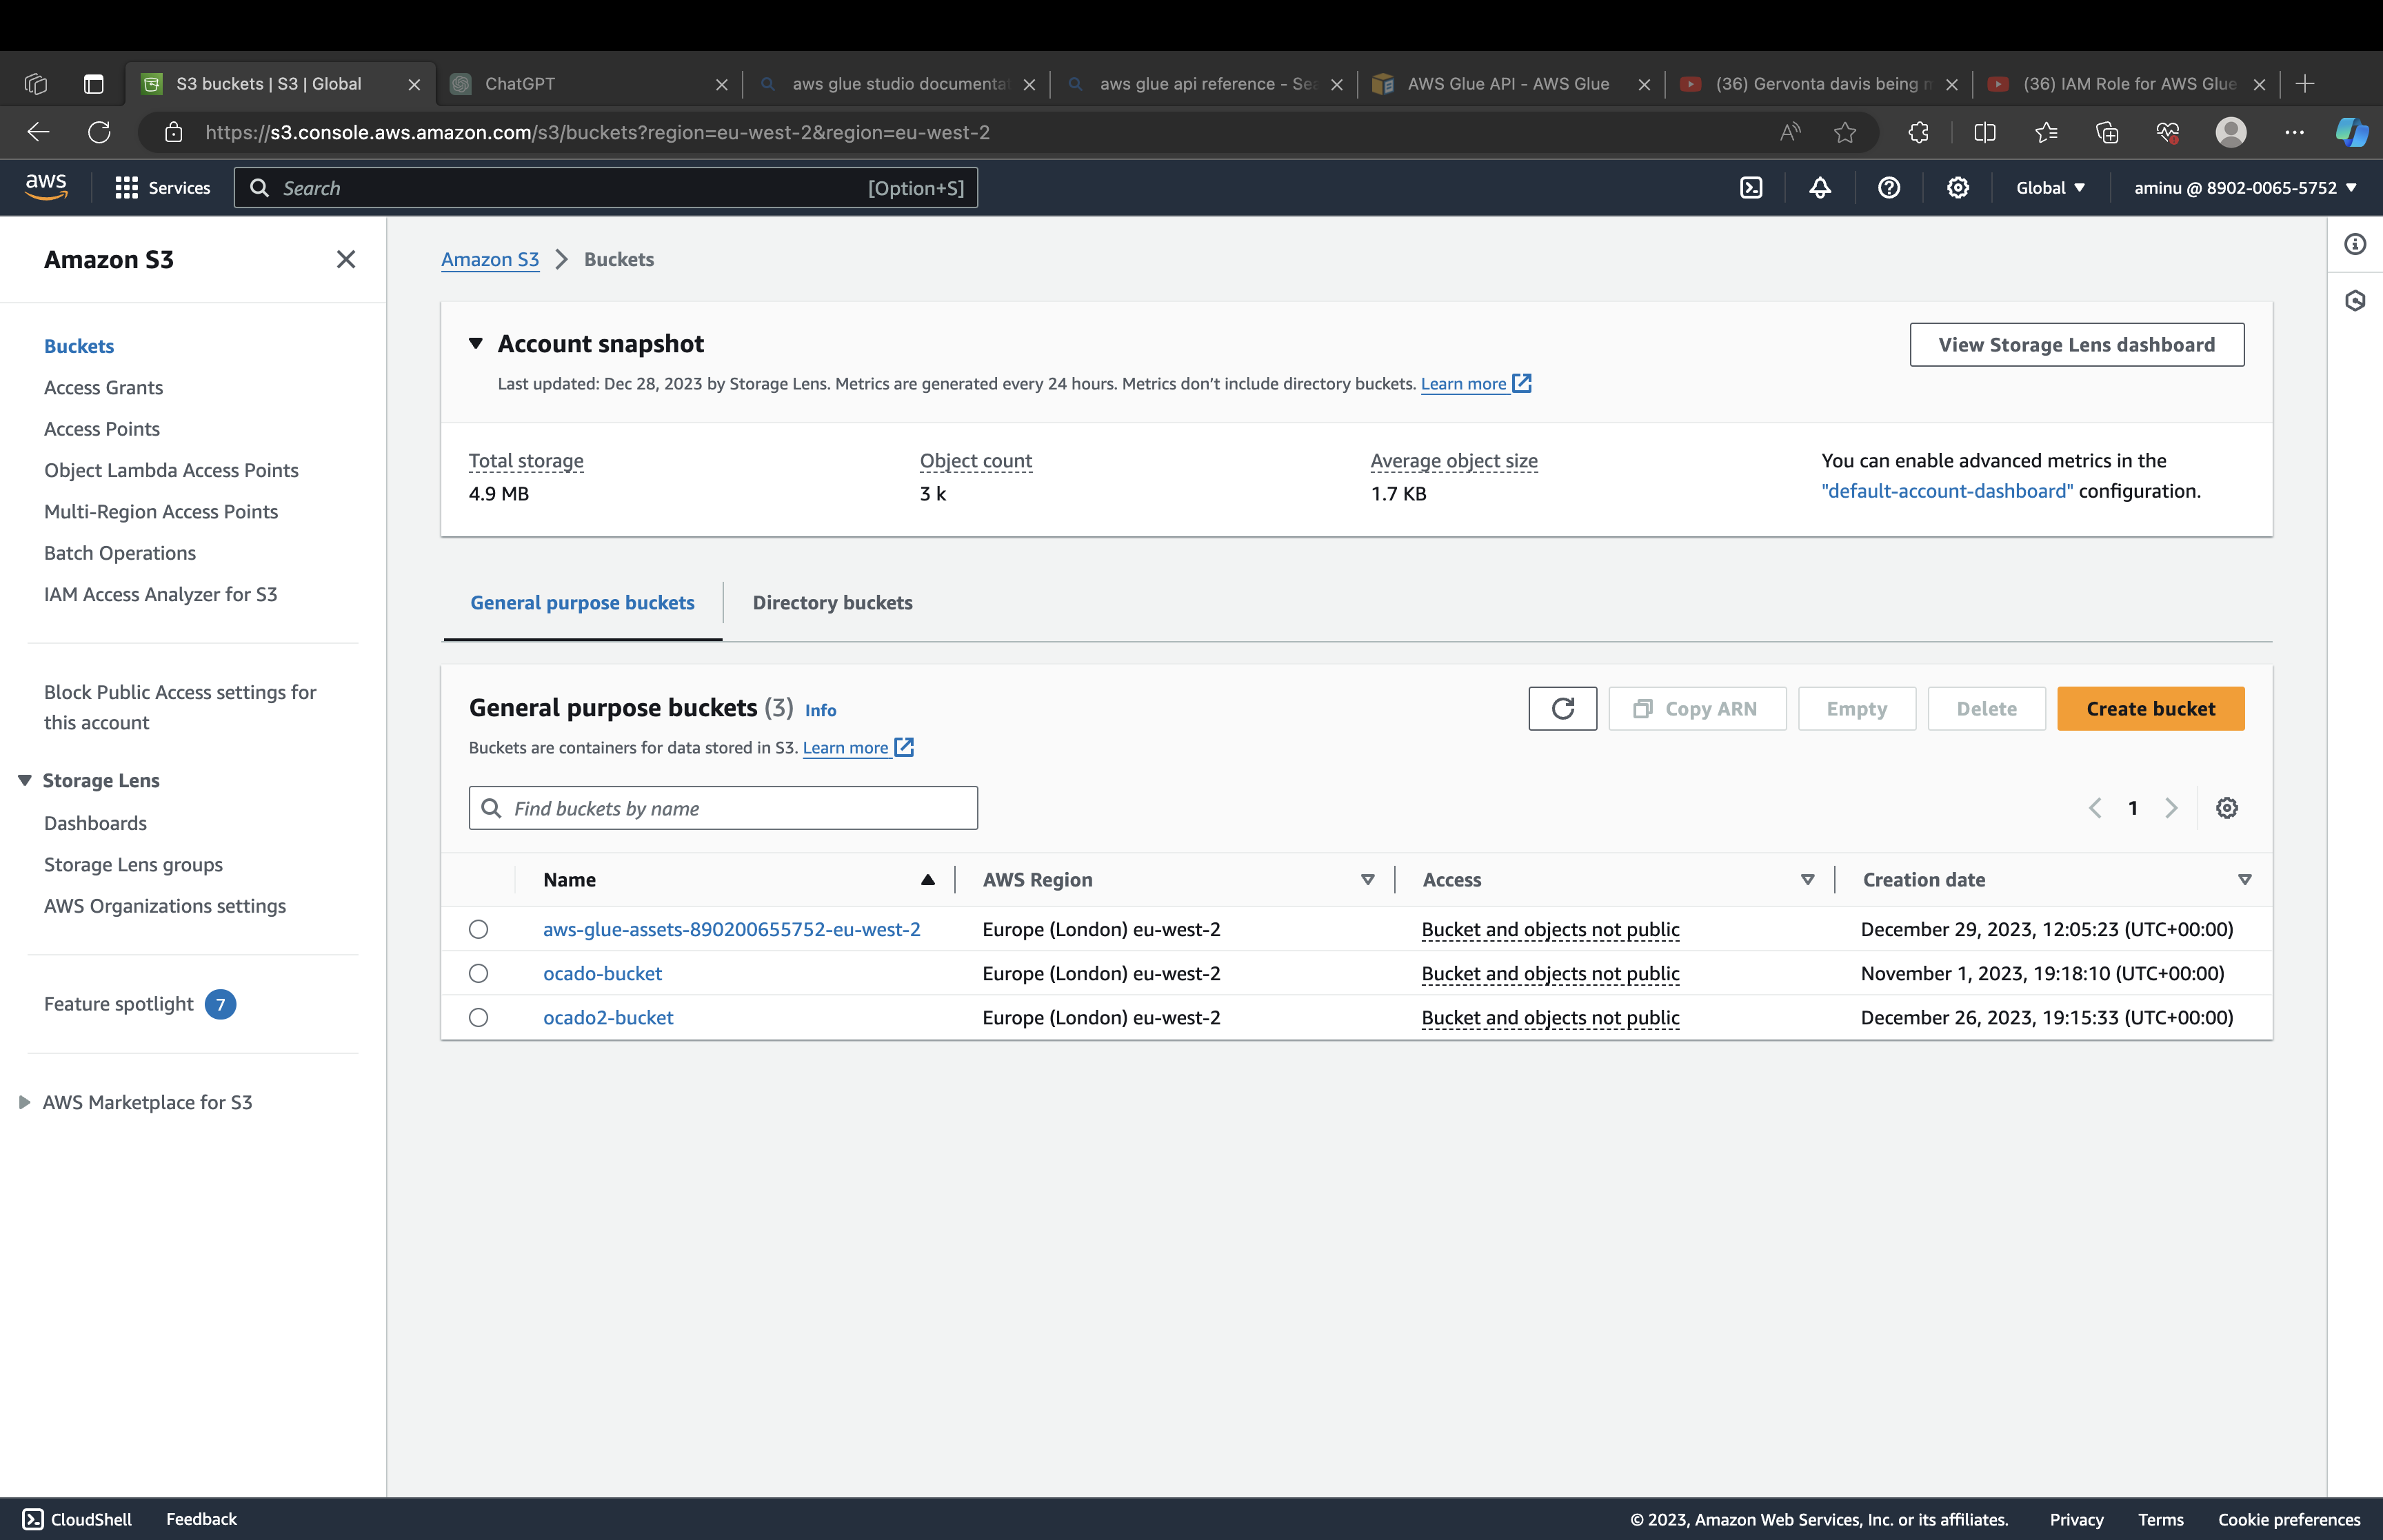 S3 buckets | S3 | Global
ChatGPT
aws glue studio documenta
aws glue api reference - Sea
AWS Glue API - AWS Glue
(36) Gervonta davis being m
(36) IAM Role for AWS Glue
https://s3.console.aws.amazon.com/s3/buckets?region=eu-west-2&region=eu-west-2
aws
Services
Search
[Option+S]
Global
aminu @ 8902-0065-5752
Amazon S3
Buckets
Access Grants
Access Points
Object Lambda Access Points
Multi-Region Access Points
Batch Operations
IAM Access Analyzer for S3
Block Public Access settings for
this account
Storage Lens
Dashboards
Storage Lens groups
AWS Organizations settings
Feature spotlight 7
AWS Marketplace for S3
Amazon S3 > Buckets
Account snapshot
View Storage Lens dashboard
Last updated: Dec 28, 2023 by Storage Lens. Metrics are generated every 24 hours. Metrics don’t include directory buckets. Learn more
Total storage
4.9 MB
Object count
3 k
Average object size
1.7 KB
You can enable advanced metrics in the
"default-account-dashboard" configuration.
General purpose buckets
Directory buckets
General purpose buckets (3) Info
Copy ARN
Empty
Delete
Create bucket
Buckets are containers for data stored in S3. Learn more
Find buckets by name
1
Name AWS Region Access Creation date
aws-glue-assets-890200655752-eu-west-2 Europe (London) eu-west-2 Bucket and objects not public December 29, 2023, 12:05:23 (UTC+00:00)
ocado-bucket Europe (London) eu-west-2 Bucket and objects not public November 1, 2023, 19:18:10 (UTC+00:00)
ocado2-bucket Europe (London) eu-west-2 Bucket and objects not public December 26, 2023, 19:15:33 (UTC+00:00)
CloudShell Feedback © 2023, Amazon Web Services, Inc. or its affiliates. Privacy Terms Cookie preferences